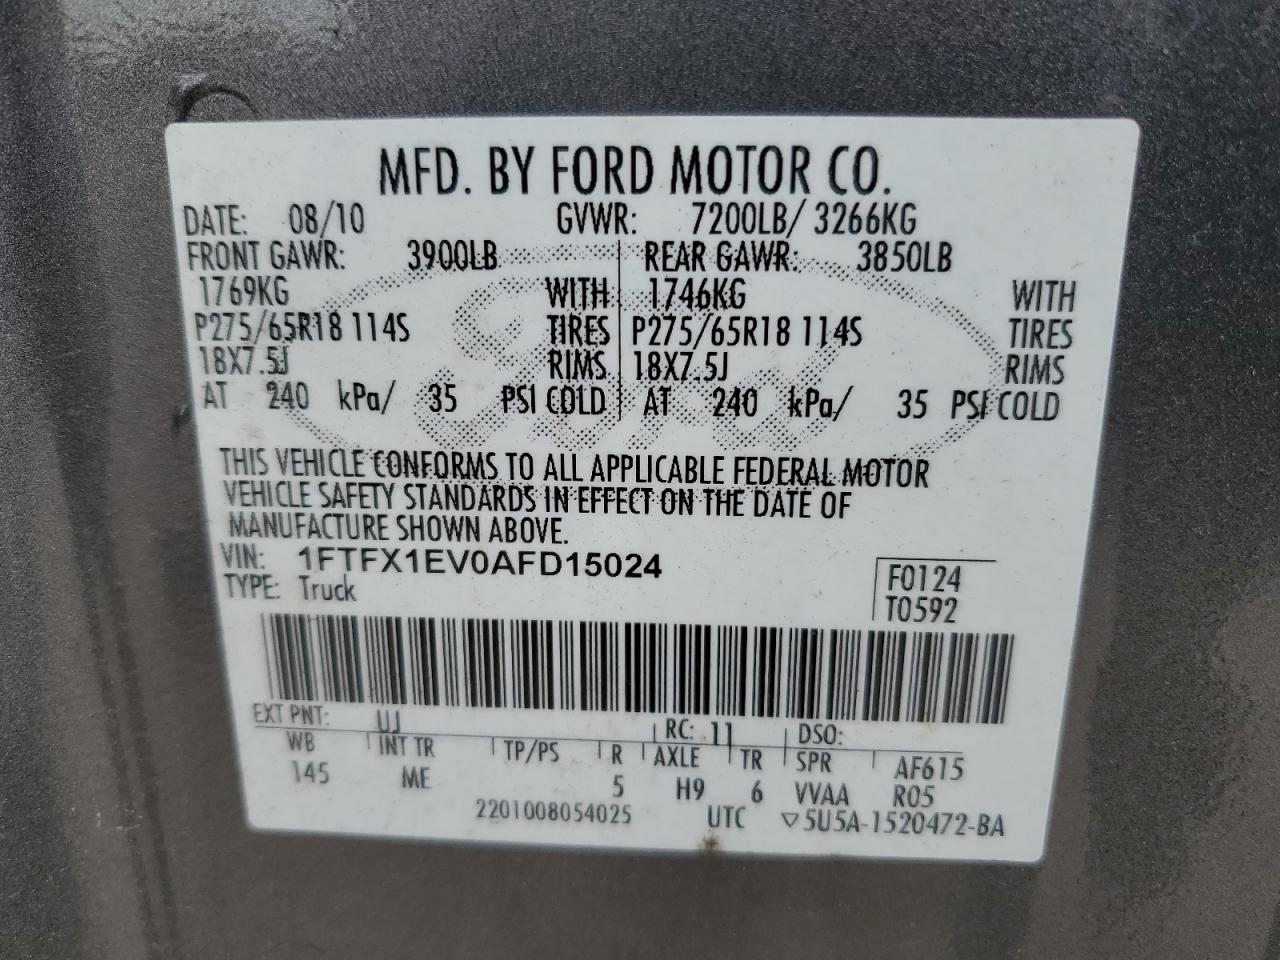 MFD. BY FORD MOTOR CO.
DATE: 08/10 GVWR: 7200LB/ 3266KG
FRONT GAWR: 3900LB REAR GAWR: 3850LB
1769KG WITH 1746KG WITH
P275/65R18 114S TIRES P275/65R18 114S TIRES
18X7.5J RIMS 18X7.5J RIMS
AT 240 kPa/ 35 PSI COLD AT 240 kPa/ 35 PSI COLD
THIS VEHICLE CONFORMS TO ALL APPLICABLE FEDERAL MOTOR
VEHICLE SAFETY STANDARDS IN EFFECT ON THE DATE OF
MANUFACTURE SHOWN ABOVE.
VIN: 1FTFX1EV0AFD15024
TYPE: Truck
F0124
T0592
EXT PNT: UJ RC: 11 DSO:
WB INT TR TP/PS R AXLE TR SPR AF615
145 ME 5 H9 6 VVAA R05
2201008054025 UTC ▽5U5A-1520472-BA
Ford